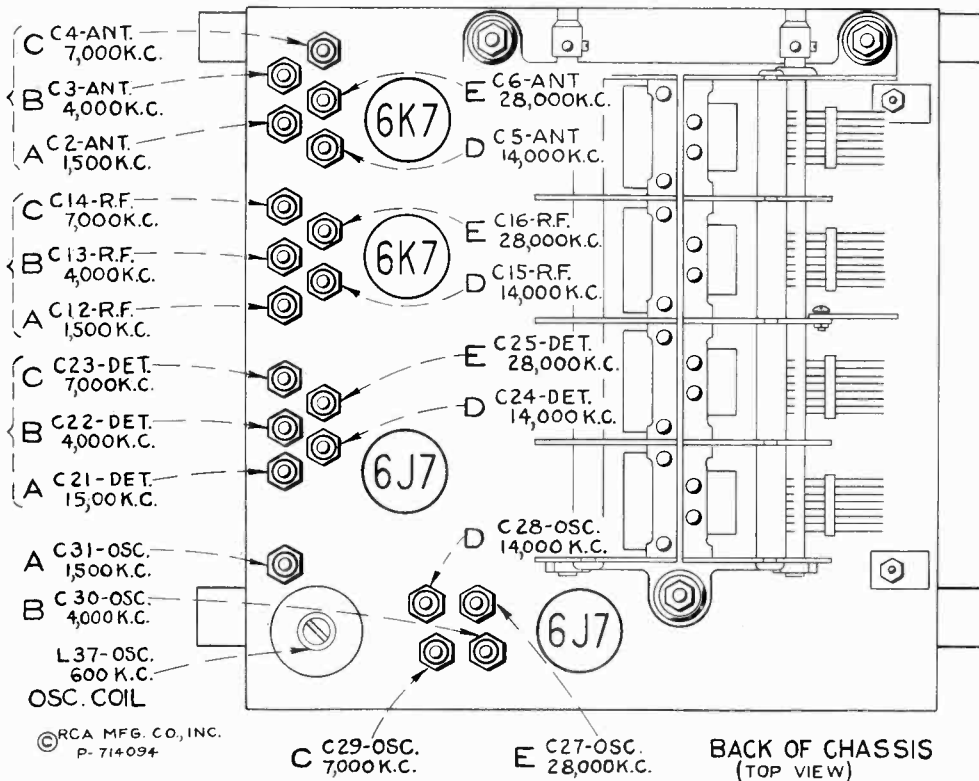 C C4-ANT.
7,000K.C.
B C3-ANT.
4,000K.C.
A C2-ANT.
1,500K.C.
E C6-ANT
28,000K.C.
D C5-ANT
14,000K.C.
6K7
C C14-R.F.
7,000K.C.
B C13-R.F.
4,000K.C.
A C12-R.F.
1,500K.C.
E C16-R.F.
28,000K.C.
D C15-R.F.
14,000K.C.
6K7
C C23-DET.
7,000K.C.
B C22-DET.
4,000K.C.
A C21-DET.
15,00K.C.
E C25-DET.
28,000K.C.
D C24-DET.
14,000K.C.
6J7
A C31-OSC.
1,500K.C.
B C30-OSC.
4,000K.C.
L37-OSC.
600 K.C.
OSC. COIL
D C28-OSC.
14,000K.C.
6J7
C C29-OSC.
7,000K.C.
E C27-OSC.
28,000K.C.
BACK OF CHASSIS
(TOP VIEW)
© RCA MFG. CO., INC.
P-714094